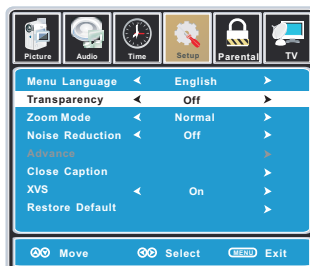 Picture Audio Time Setup Parental TV
Menu Language English
Transparency Off
Zoom Mode Normal
Noise Reduction Off
Advance
Close Caption
XVS On
Restore Default
Move Select MENU Exit